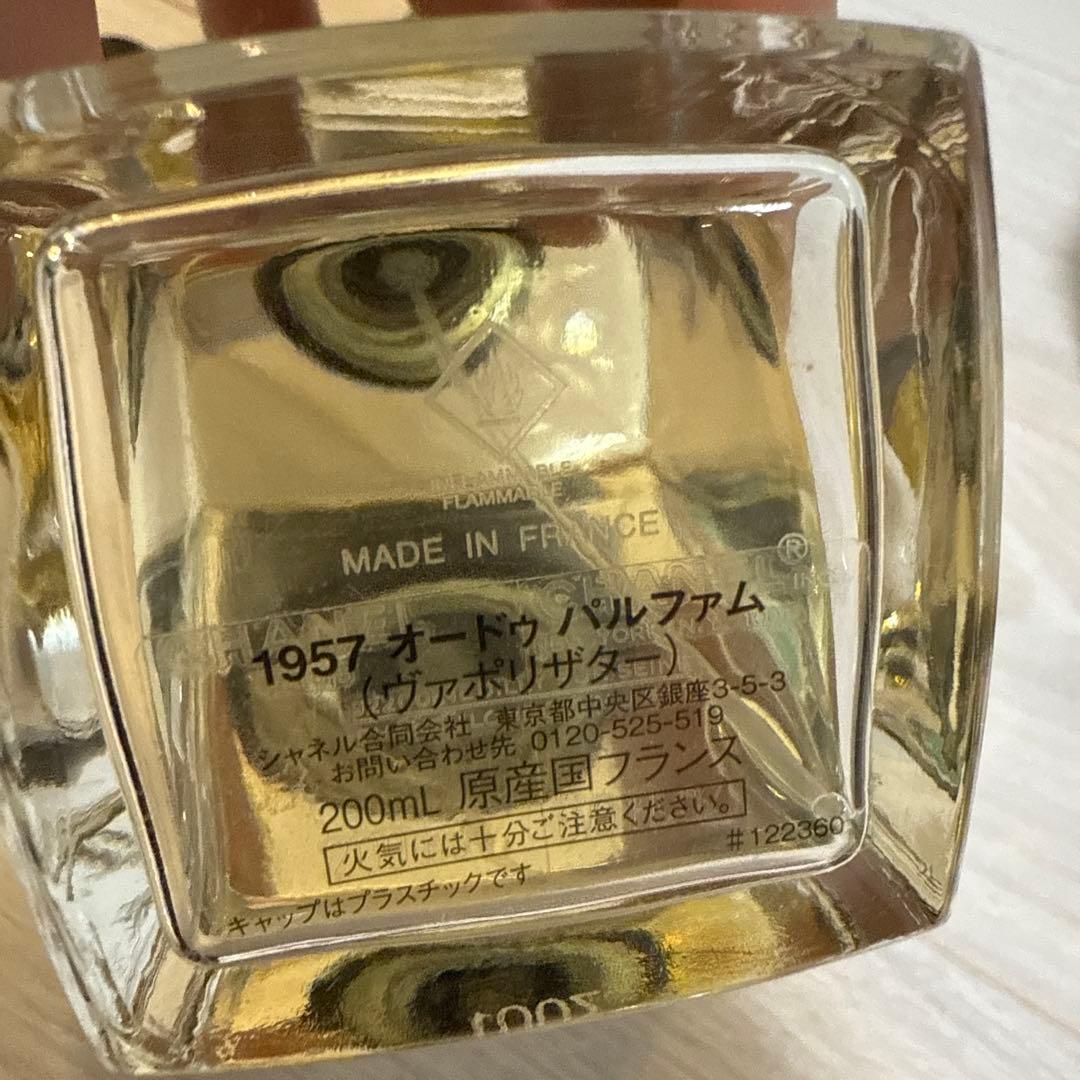 INFLAMMABLE
FLAMMABLE
MADE IN FRANCE
CHANEL ®
1957 オードゥ パルファム
（ヴァポリザター）
シャネル合同会社 東京都中央区銀座3-5-3
お問い合わせ先 0120-525-519
200mL 原産国フランス
火気には十分ご注意ください。
#122360
キャップはプラスチックです